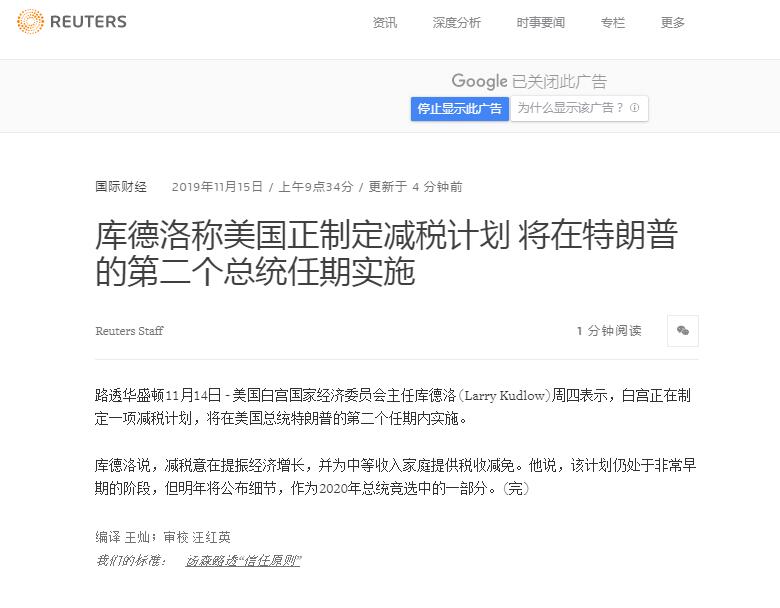 REUTERS
资讯 深度分析 时事要闻 专栏 更多
Google 已关闭此广告
停止显示此广告 为什么显示该广告？
国际财经 2019年11月15日 / 上午9点34分 / 更新于 4 分钟前
库德洛称美国正制定减税计划 将在特朗普
的第二个总统任期实施
Reuters Staff 1 分钟阅读
路透华盛顿11月14日 - 美国白宫国家经济委员会主任库德洛(Larry Kudlow)周四表示，白宫正在制
定一项减税计划，将在美国总统特朗普的第二个任期内实施。
库德洛说，减税意在提振经济增长，并为中等收入家庭提供税收减免。他说，该计划仍处于非常早
期的阶段，但明年将公布细节，作为2020年总统竞选中的一部分。(完)
编译 王灿；审校 汪红英
我们的标准： 汤森路透“信任原则”